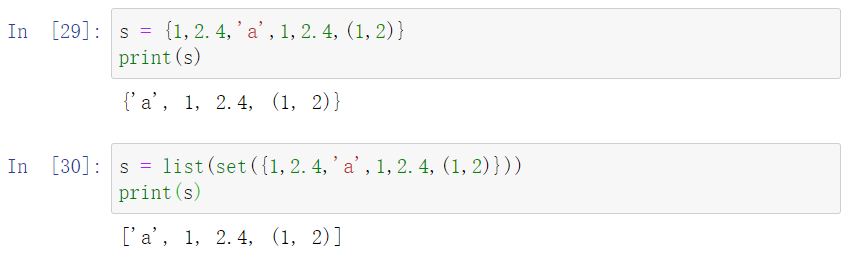 In [29]: s = {1,2.4,'a',1,2.4,(1,2)}
print(s)
{'a', 1, 2.4, (1, 2)}
In [30]: s = list(set({1,2.4,'a',1,2.4,(1,2)}))
print(s)
['a', 1, 2.4, (1, 2)]